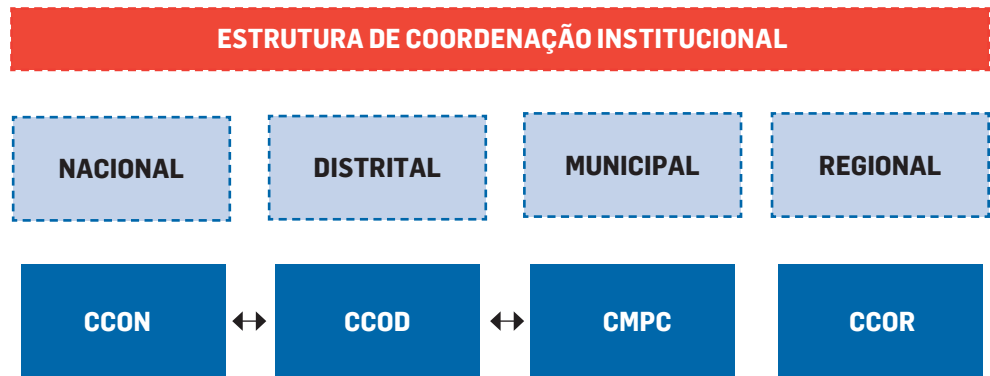 ESTRUTURA DE COORDENAÇÃO INSTITUCIONAL
NACIONAL DISTRITAL MUNICIPAL REGIONAL
CCON CCOD CMPC CCOR